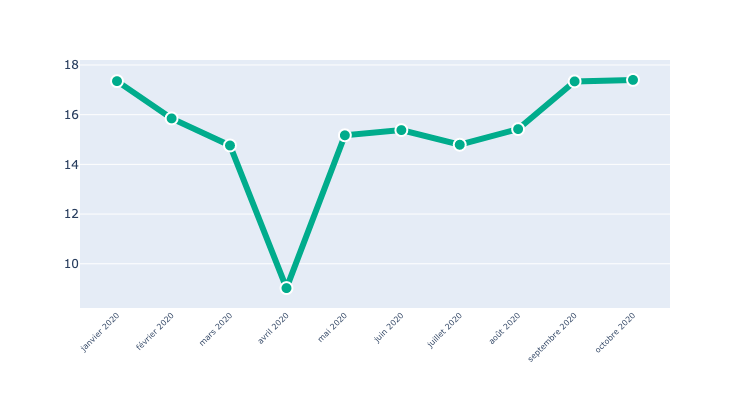 18
16
14
12
10
janvier 2020
février 2020
mars 2020
avril 2020
mai 2020
juin 2020
juillet 2020
août 2020
septembre 2020
octobre 2020